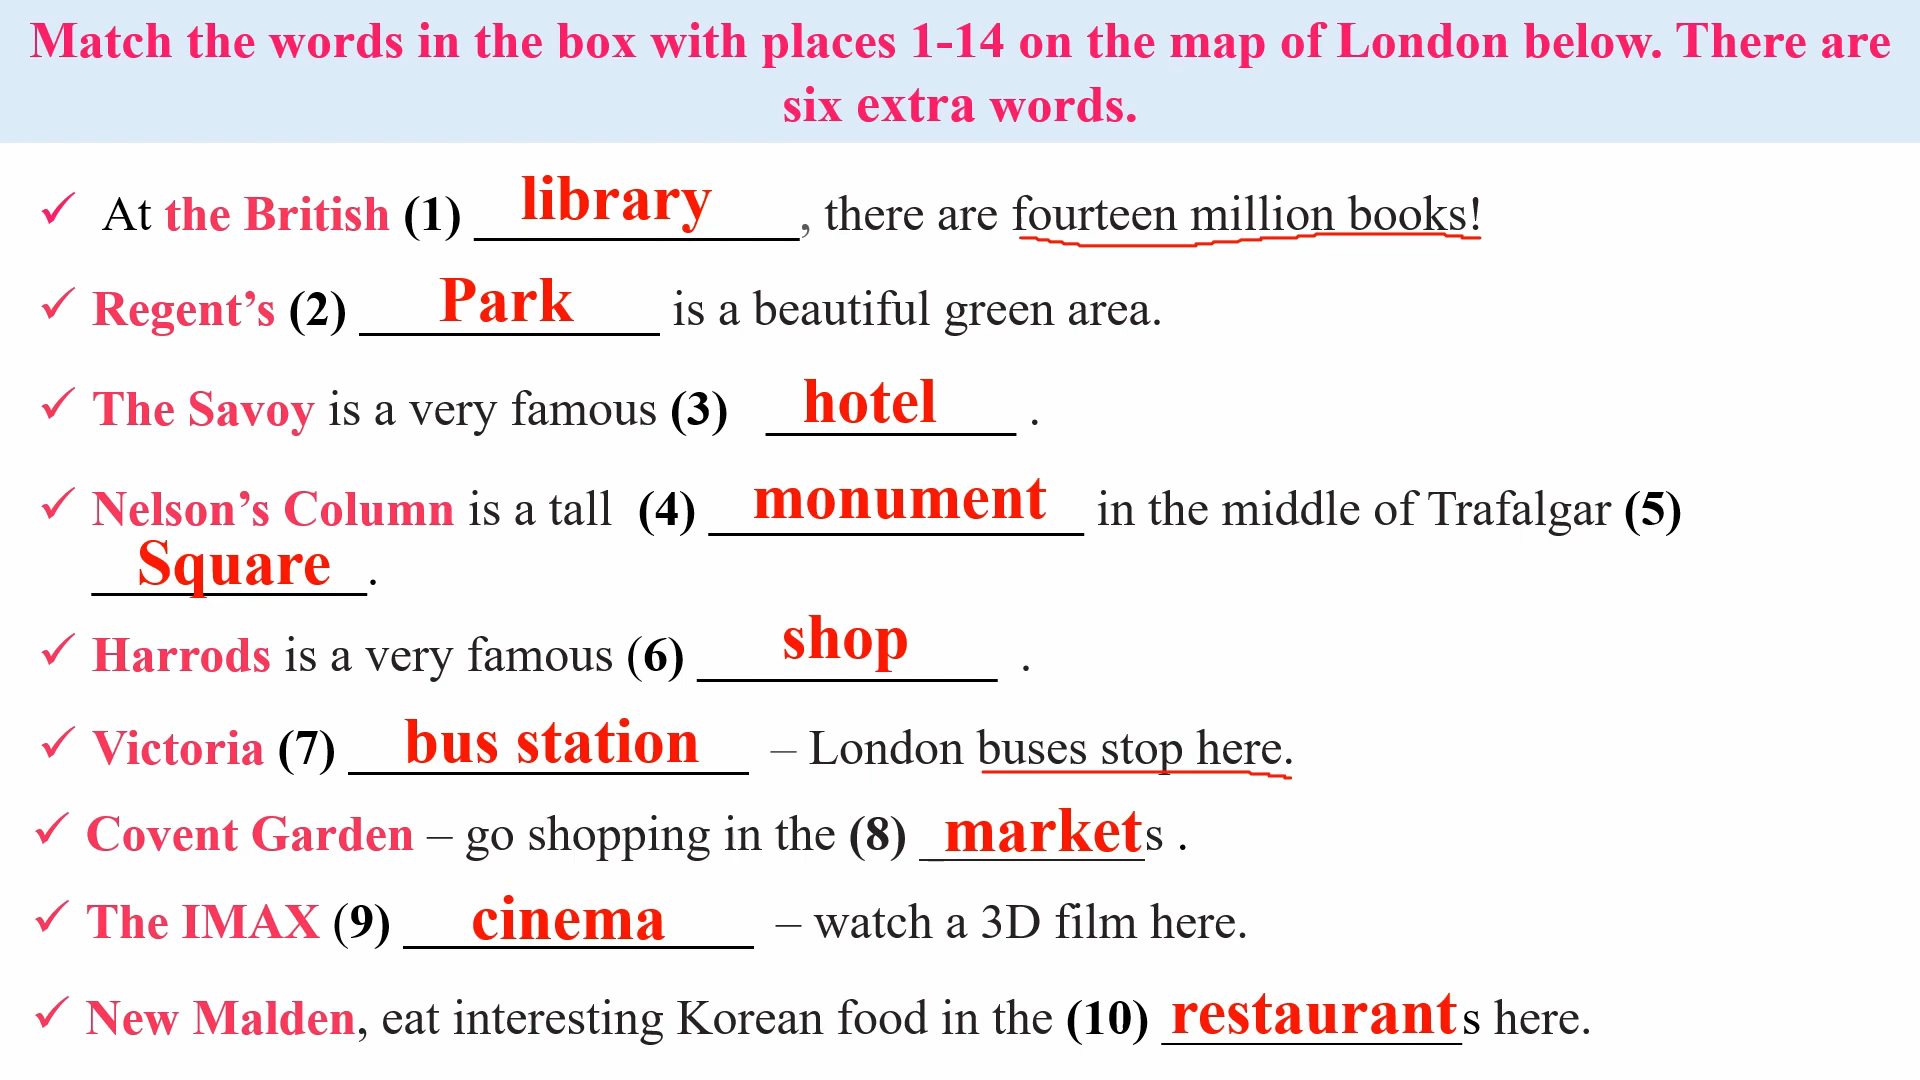 Match the words in the box with places 1-14 on the map of London below. There are
six extra words.
✓ At the British (1) library, there are fourteen million books!
✓ Regent’s (2) Park is a beautiful green area.
✓ The Savoy is a very famous (3) hotel .
✓ Nelson’s Column is a tall (4) monument in the middle of Trafalgar (5)
Square.
✓ Harrods is a very famous (6) shop .
✓ Victoria (7) bus station – London buses stop here.
✓ Covent Garden – go shopping in the (8) markets .
✓ The IMAX (9) cinema – watch a 3D film here.
✓ New Malden, eat interesting Korean food in the (10) restaurants here.